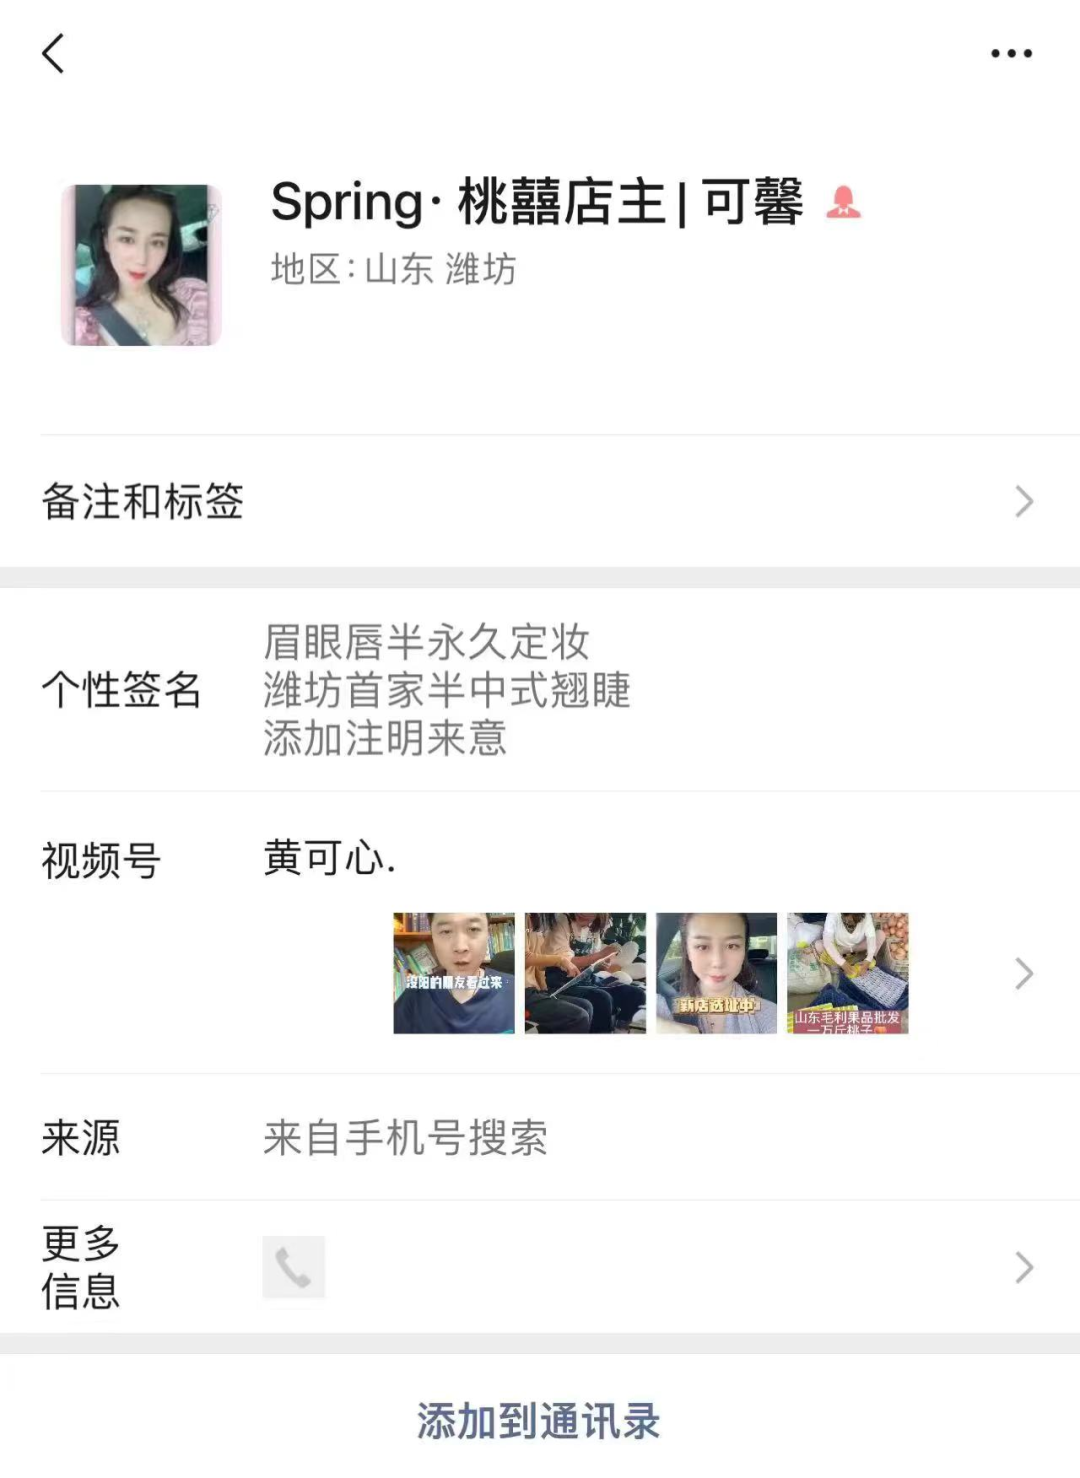 Spring· 桃囍店主| 可馨
地区：山东 潍坊
备注和标签
个性签名
眉眼唇半永久定妆
潍坊首家半中式翘睫
添加注明来意
视频号
黄可心.
汶阳的朋友看过来
新店选址中
山东毛利果品批发
一万斤桃子
来源
来自手机号搜索
更多
信息
添加到通讯录